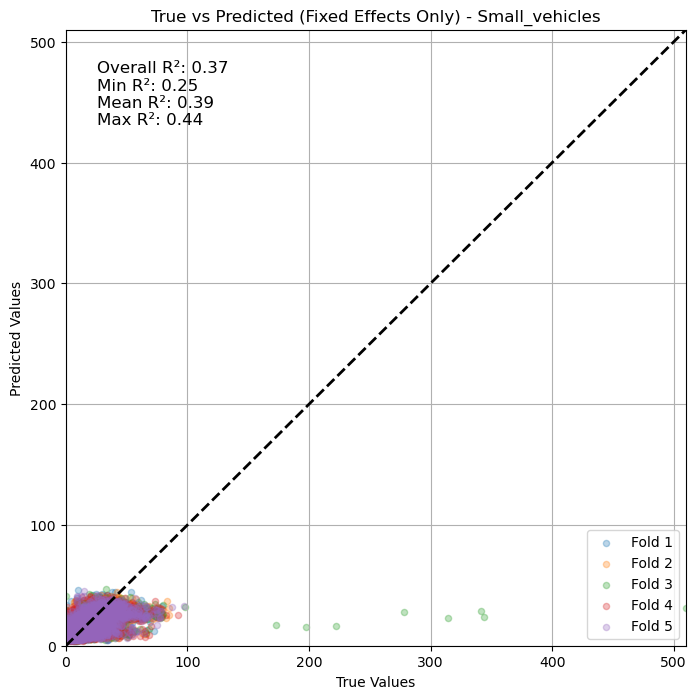 True vs Predicted (Fixed Effects Only) - Small_vehicles
Overall R²: 0.37
Min R²: 0.25
Mean R²: 0.39
Max R²: 0.44
500
400
300
200
100
0
Predicted Values
0 100 200 300 400 500
True Values
Fold 1
Fold 2
Fold 3
Fold 4
Fold 5